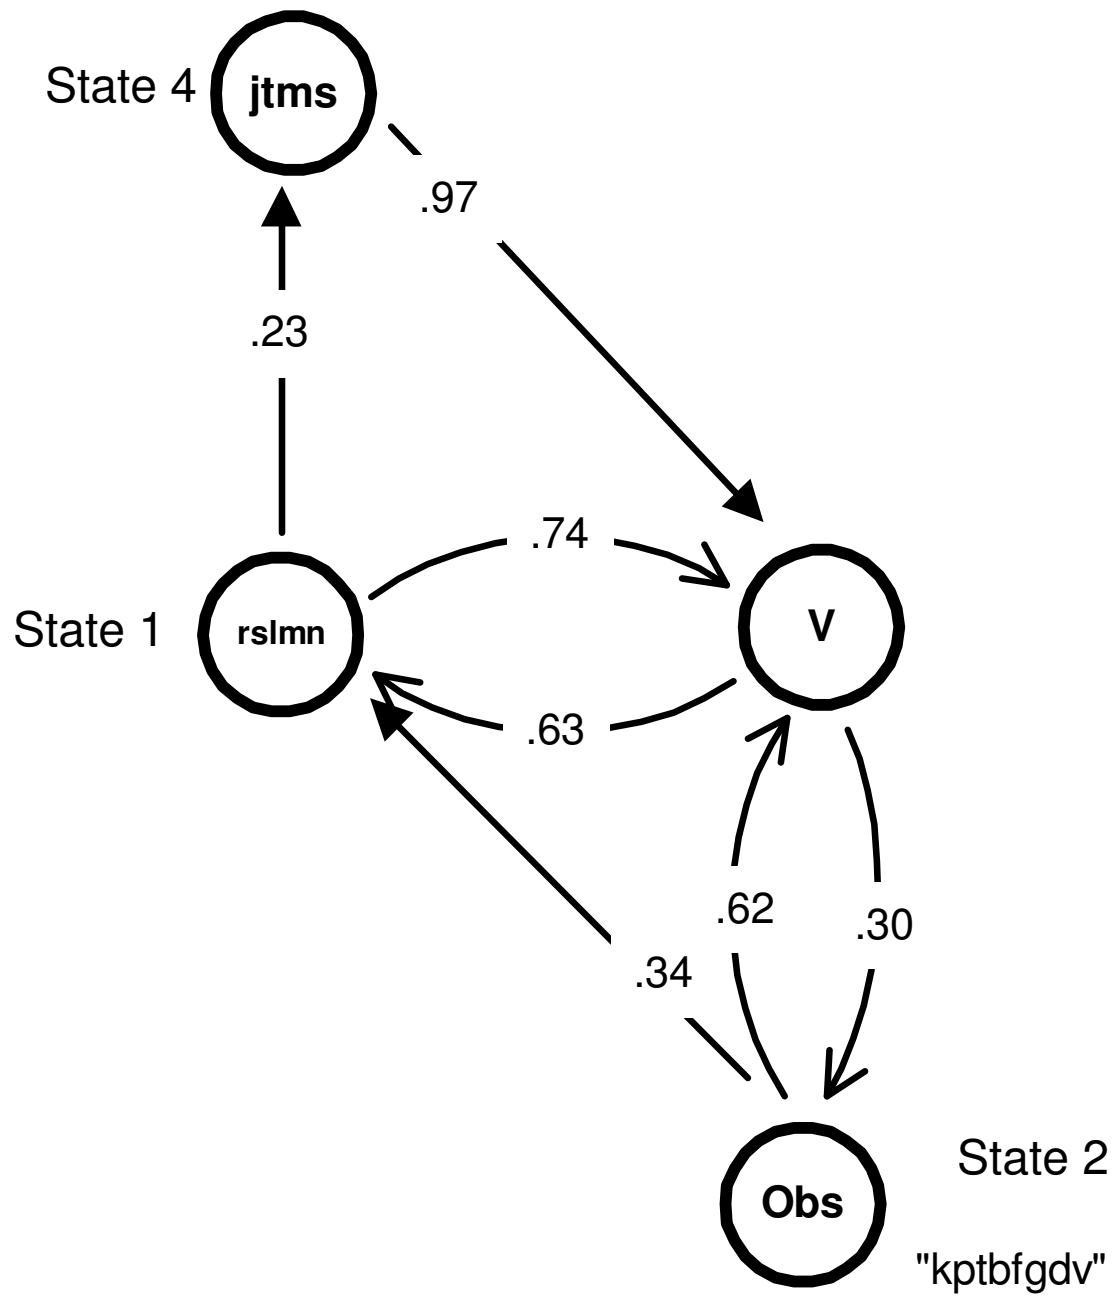 State 4
jtms
.97
.23
.74
State 1
rslmn
V
.63
.62
.30
.34
State 2
Obs
"kptbfgdv"